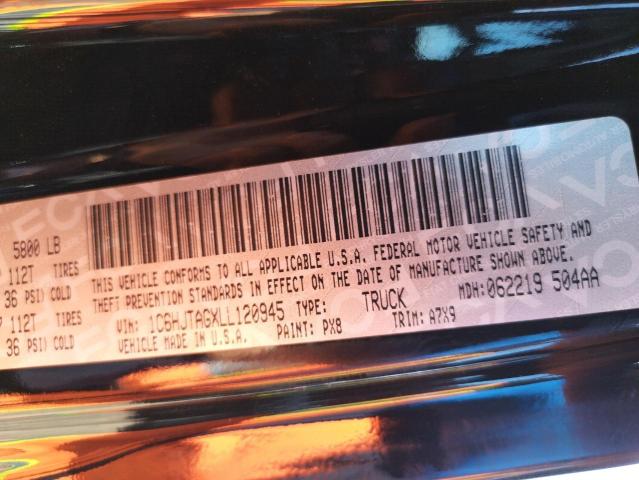 5800 LB
112T TIRES
36 PSI) COLD
112T TIRES
36 PSI) COLD
THIS VEHICLE CONFORMS TO ALL APPLICABLE U.S.A. FEDERAL MOTOR VEHICLE SAFETY AND
THEFT PREVENTION STANDARDS IN EFFECT ON THE DATE OF MANUFACTURE SHOWN ABOVE.
VIN: 1C6HJTAGXLL120945 TYPE: TRUCK MDH: 062219 504AA
VEHICLE MADE IN U.S.A. PAINT: PX8 TRIM: A7X9